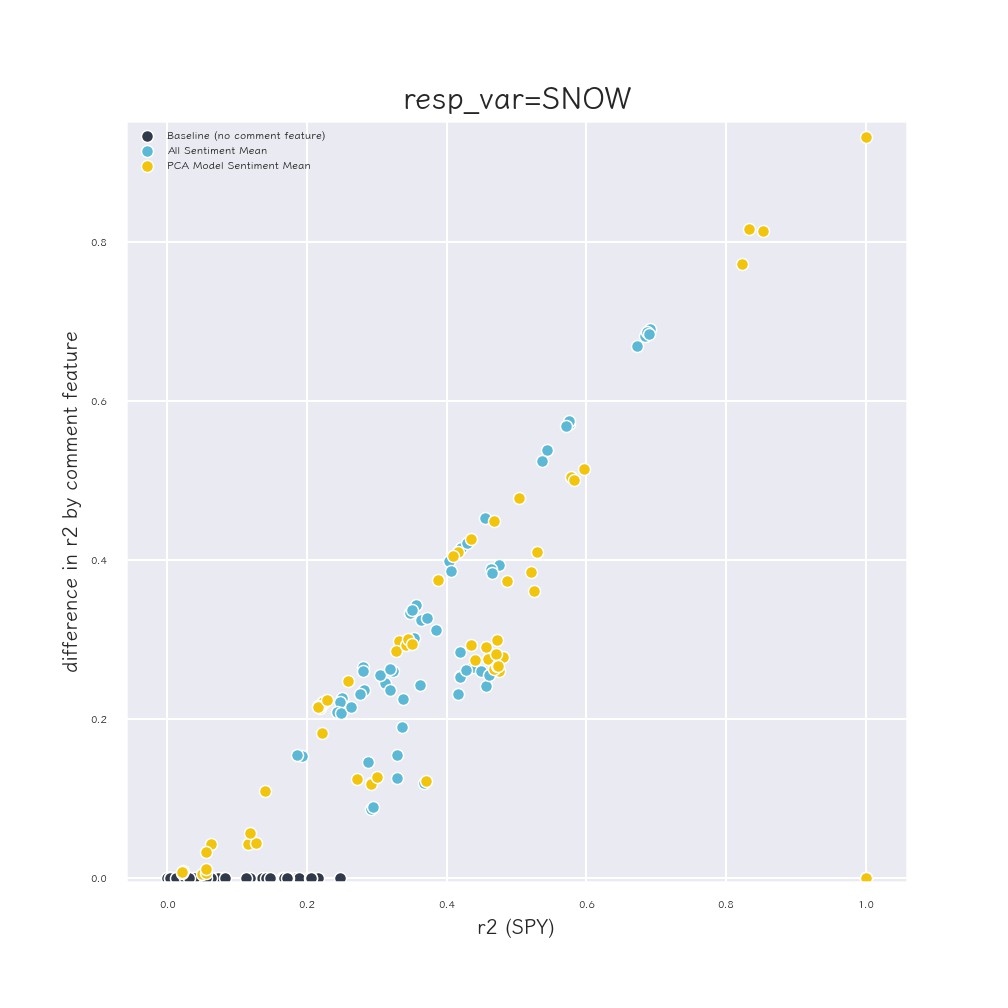 resp_var=SNOW
Baseline (no comment feature)
All Sentiment Mean
PCA Model Sentiment Mean
difference in r2 by comment feature
0.8
0.6
0.4
0.2
0.0
0.0 0.2 0.4 0.6 0.8 1.0
r2 (SPY)